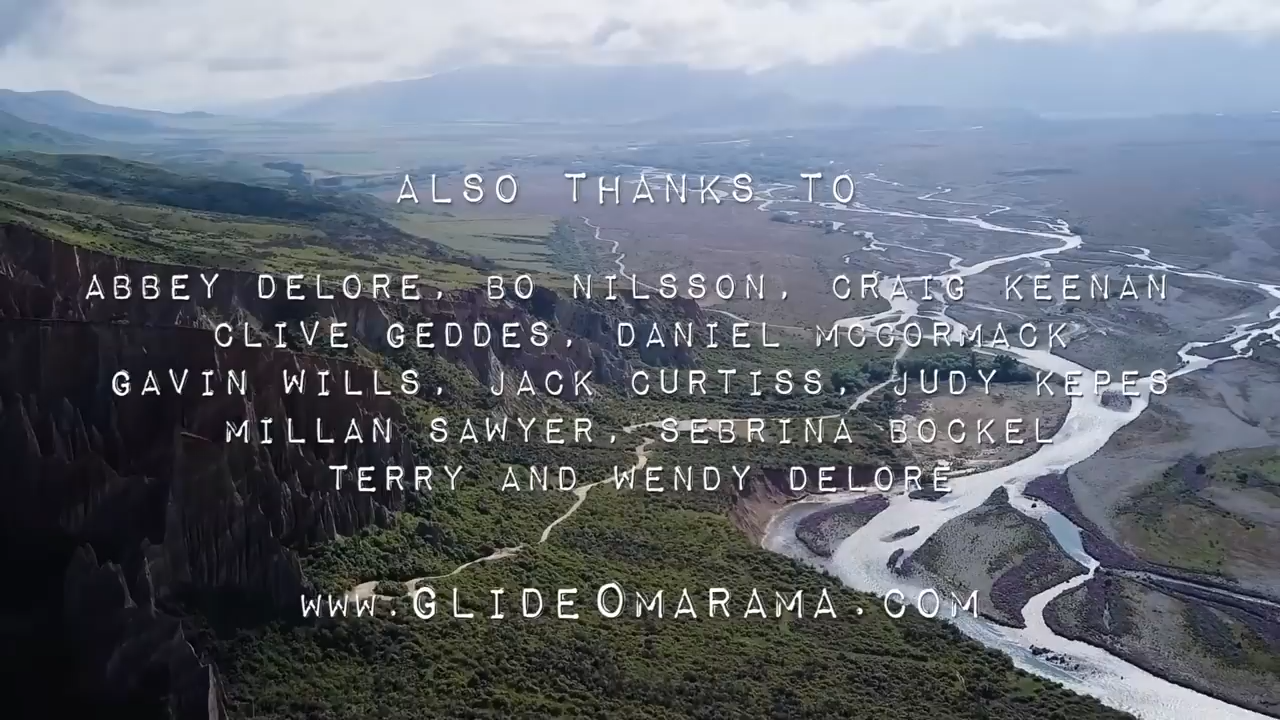 ALSO THANKS TO
ABBEY DELORE, BO NILSSON, CRAIG KEENAN
CLIVE GEDDES, DANIEL MCCORMACK
GAVIN WILLS, JACK CURTISS, JUDY KEPES
MILLAN SAWYER, SEBRINA BOCKEL
TERRY AND WENDY DELORĒ
www.GlideOmarama.com